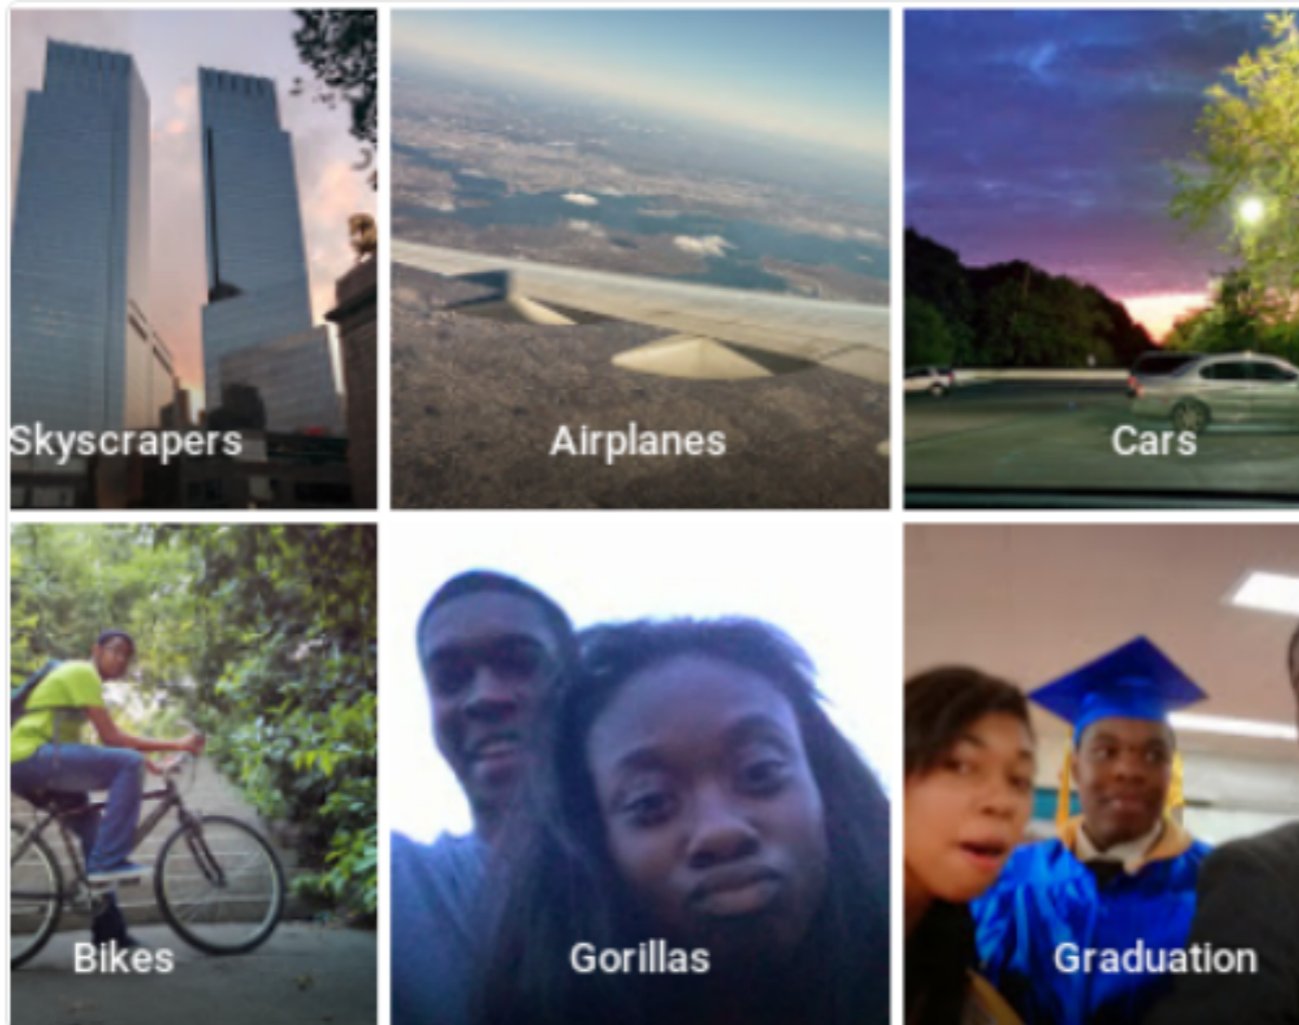 Skyscrapers
Airplanes
Cars
Bikes
Gorillas
Graduation